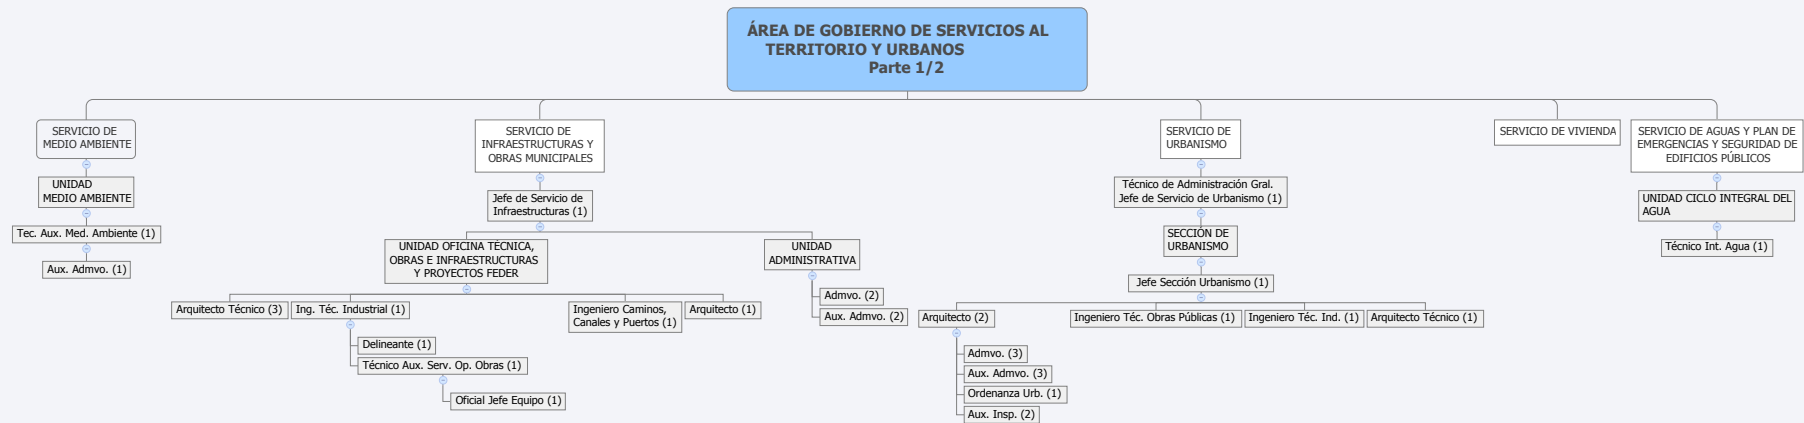 ÁREA DE GOBIERNO DE SERVICIOS AL
TERRITORIO Y URBANOS
Parte 1/2
SERVICIO DE
MEDIO AMBIENTE
UNIDAD
MEDIO AMBIENTE
Tec. Aux. Med. Ambiente (1)
Aux. Admvo. (1)
SERVICIO DE
INFRAESTRUCTURAS Y
OBRAS MUNICIPALES
Jefe de Servicio de
Infraestructuras (1)
UNIDAD OFICINA TÉCNICA,
OBRAS E INFRAESTRUCTURAS
Y PROYECTOS FEDER
Arquitecto Técnico (3)
Ing. Téc. Industrial (1)
Delineante (1)
Técnico Aux. Serv. Op. Obras (1)
Oficial Jefe Equipo (1)
Ingeniero Caminos,
Canales y Puertos (1)
Arquitecto (1)
UNIDAD
ADMINISTRATIVA
Admvo. (2)
Aux. Admvo. (2)
SERVICIO DE
URBANISMO
Técnico de Administración Gral.
Jefe de Servicio de Urbanismo (1)
SECCIÓN DE
URBANISMO
Jefe Sección Urbanismo (1)
Arquitecto (2)
Admvo. (3)
Aux. Admvo. (3)
Ordenanza Urb. (1)
Aux. Insp. (2)
Ingeniero Téc. Obras Públicas (1)
Ingeniero Téc. Ind. (1)
Arquitecto Técnico (1)
SERVICIO DE VIVIENDA
SERVICIO DE AGUAS Y PLAN DE
EMERGENCIAS Y SEGURIDAD DE
EDIFICIOS PÚBLICOS
UNIDAD CICLO INTEGRAL DEL
AGUA
Técnico Int. Agua (1)